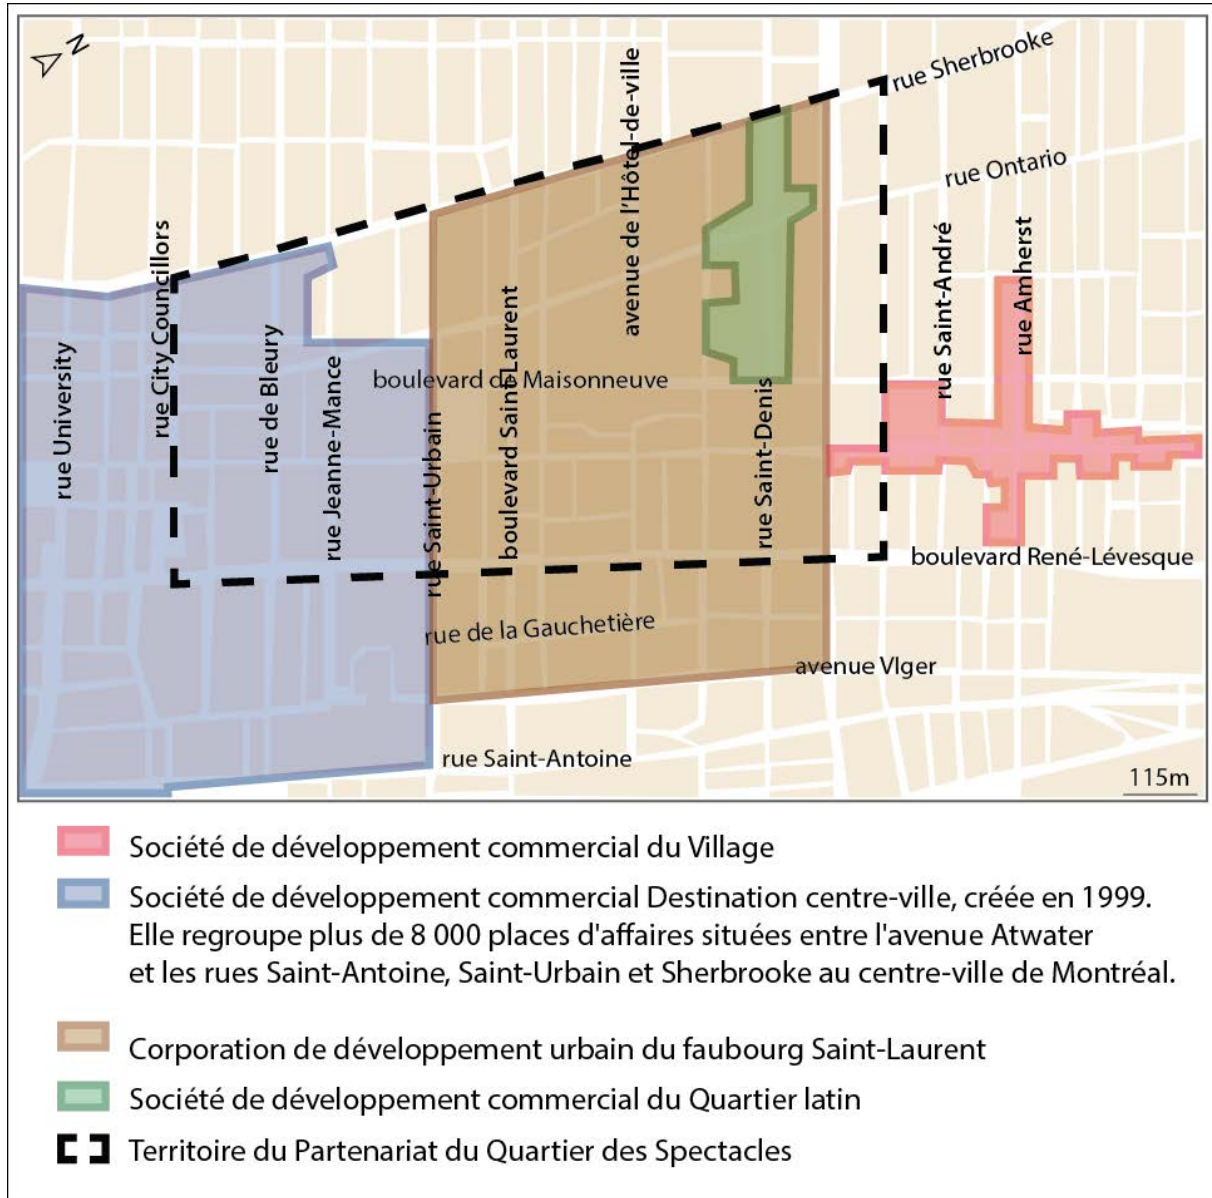 N
rue Sherbrooke
avenue de l'Hôtel-de-ville
rue Ontario
rue City Councillors
rue Saint-André
rue Amherst
boulevard Saint-Laurent
rue de Bleury
rue University
rue Jeanne-Mance
boulevard de Maisonneuve
rue Saint-Urbain
rue Saint-Denis
boulevard René-Lévesque
rue de la Gauchetière
avenue VIger
rue Saint-Antoine
115m
Société de développement commercial du Village
Société de développement commercial Destination centre-ville, créée en 1999.
Elle regroupe plus de 8 000 places d'affaires situées entre l'avenue Atwater
et les rues Saint-Antoine, Saint-Urbain et Sherbrooke au centre-ville de Montréal.
Corporation de développement urbain du faubourg Saint-Laurent
Société de développement commercial du Quartier latin
Territoire du Partenariat du Quartier des Spectacles